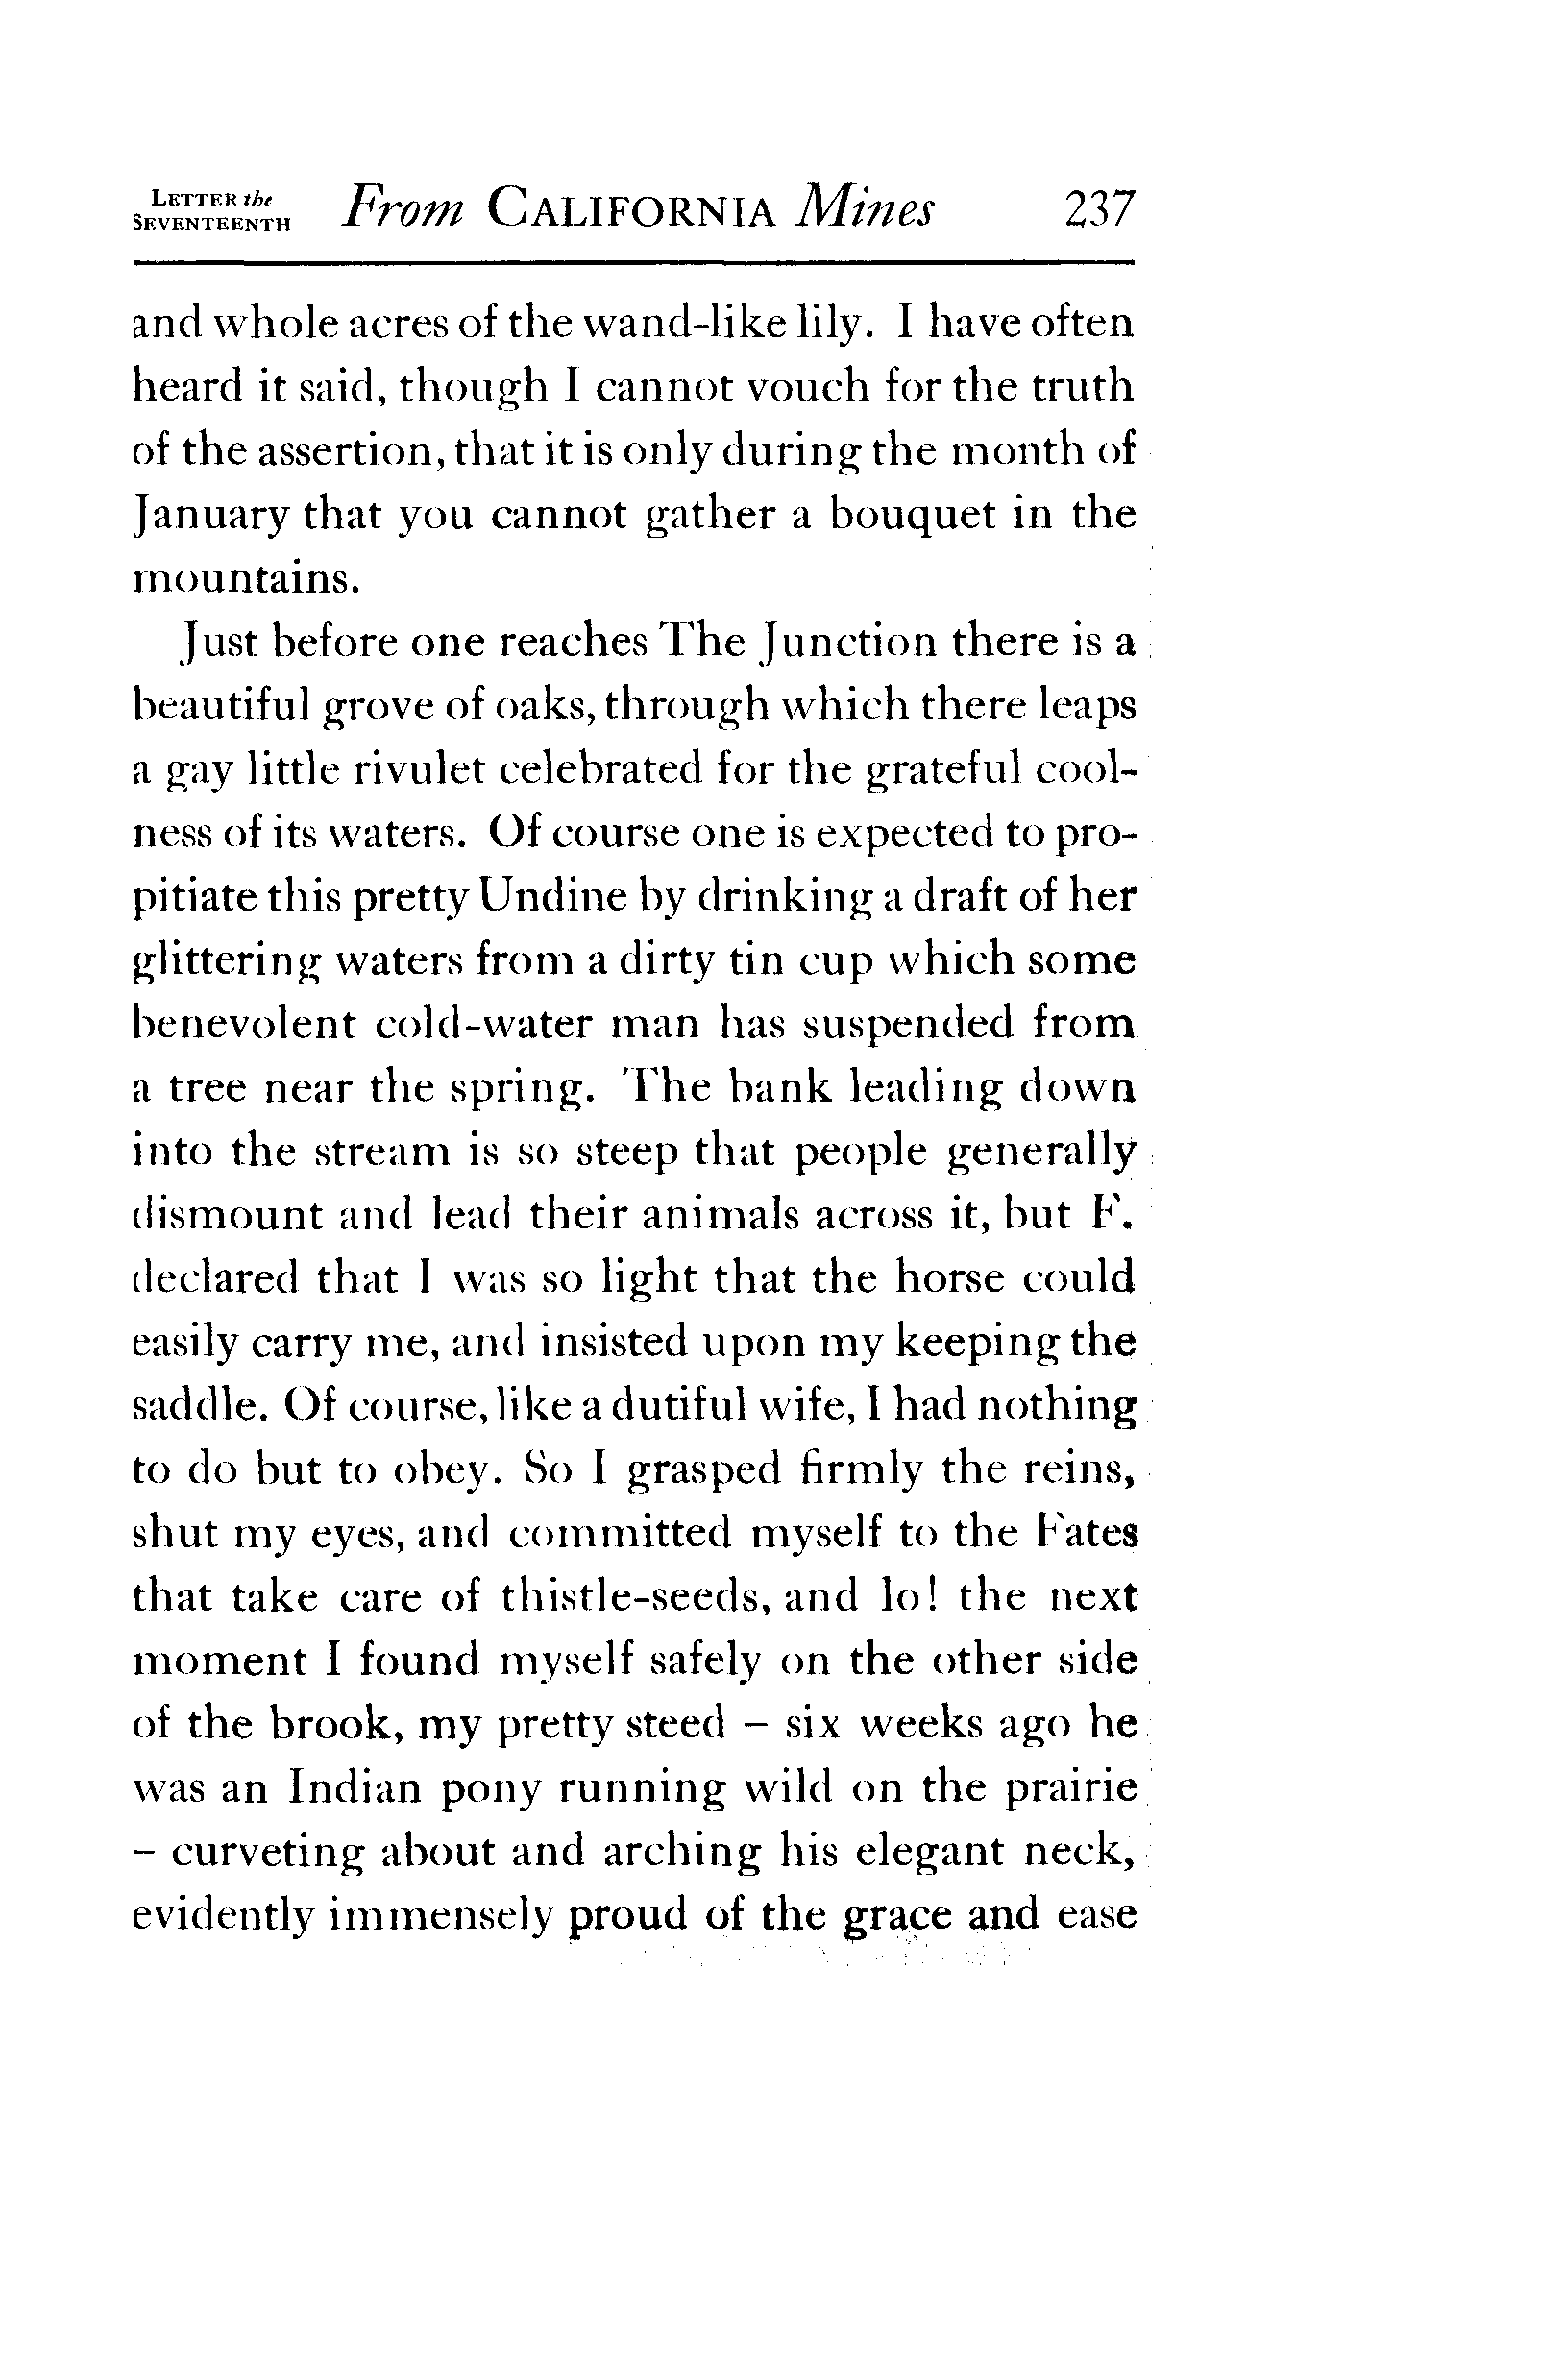 LETTER the
SEVENTEENTH From CALIFORNIA Mines 237
and whole acres of the wand-like lily. I have often
heard it said, though I cannot vouch for the truth
of the assertion, that it is only during the month of
January that you cannot gather a bouquet in the
mountains.
Just before one reaches The Junction there is a
beautiful grove of oaks, through which there leaps
a gay little rivulet celebrated for the grateful cool-
ness of its waters. Of course one is expected to pro-
pitiate this pretty Undine by drinking a draft of her
glittering waters from a dirty tin cup which some
benevolent cold-water man has suspended from
a tree near the spring. The bank leading down
into the stream is so steep that people generally
dismount and lead their animals across it, but F.
declared that I was so light that the horse could
easily carry me, and insisted upon my keeping the
saddle. Of course, like a dutiful wife, I had nothing
to do but to obey. So I grasped firmly the reins,
shut my eyes, and committed myself to the Fates
that take care of thistle-seeds, and lo! the next
moment I found myself safely on the other side
of the brook, my pretty steed – six weeks ago he
was an Indian pony running wild on the prairie
– curveting about and arching his elegant neck,
evidently immensely proud of the grace and ease